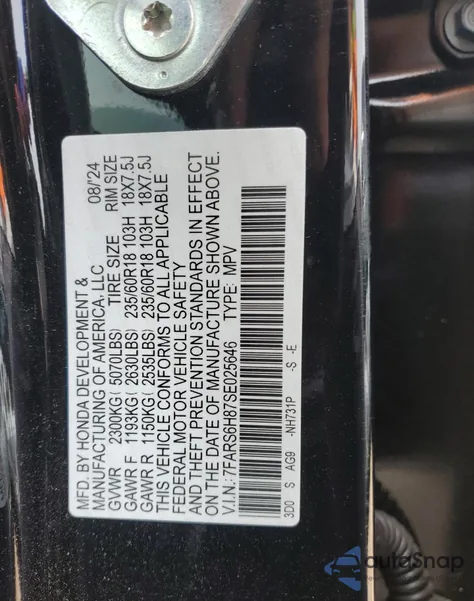 MFD. BY HONDA DEVELOPMENT &
MANUFACTURING OF AMERICA, LLC 08/24
GVWR 2300KG ( 5070LBS) TIRE SIZE RIM SIZE
GAWR F 1193KG ( 2630LBS) 235/60R18 103H 18X7.5J
GAWR R 1150KG ( 2535LBS) 235/60R18 103H 18X7.5J
THIS VEHICLE CONFORMS TO ALL APPLICABLE
FEDERAL MOTOR VEHICLE SAFETY
AND THEFT PREVENTION STANDARDS IN EFFECT
ON THE DATE OF MANUFACTURE SHOWN ABOVE.
V.I.N.: 7FARS6H87SE025646 TYPE: MPV
3D0 S AG9 -NH731P -S -E
autoSnap